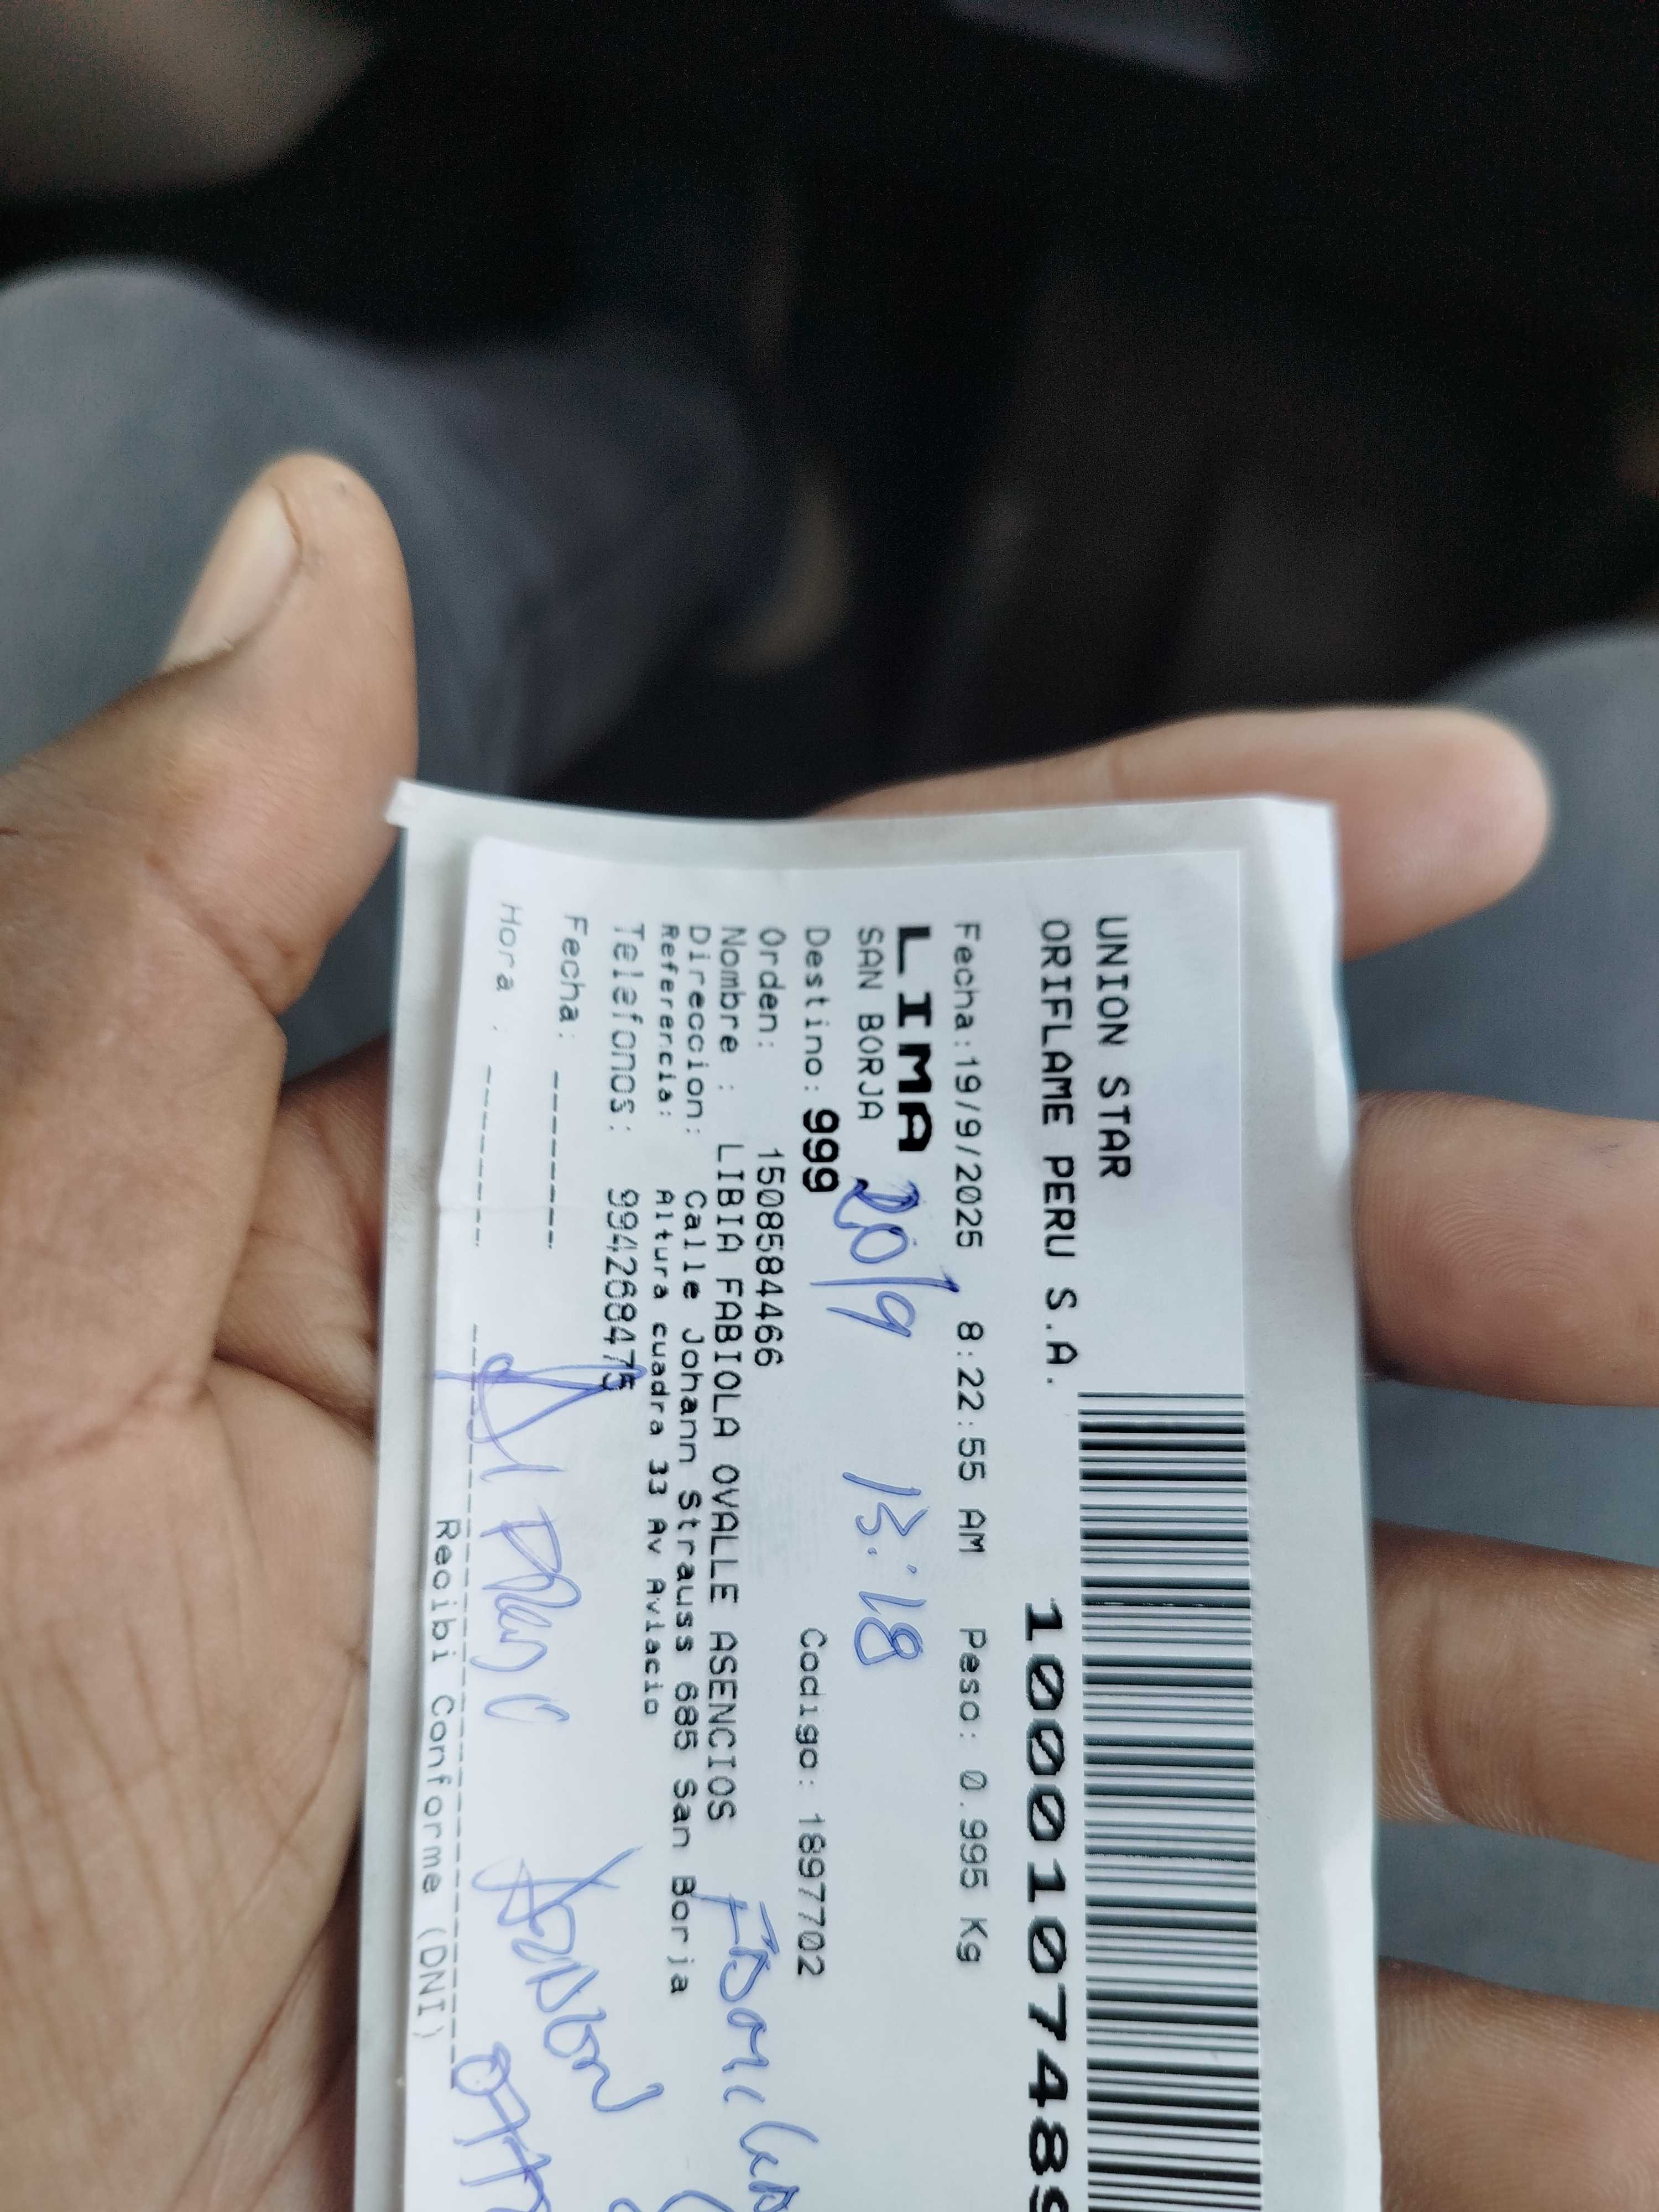 UNION STAR
ORIFLAME PERU S.A.
1000107489
Fecha:19/9/2025 8:22:55 AM Peso: 0.995 Kg
LIMA
SAN BORJA 20/9 13:18
Destino: 999 Codigo: 1897702
Orden: 1508584466
Nombre : LIBIA FABIOLA OVALLE ASENCIOS
Direccion: Calle Johann Strauss 685 San Borja
Referencia: Altura cuadra 33 Av Aviacio
Telefonos: 994268475
Fecha:
Hora :
Recibi Conforme (DNI)